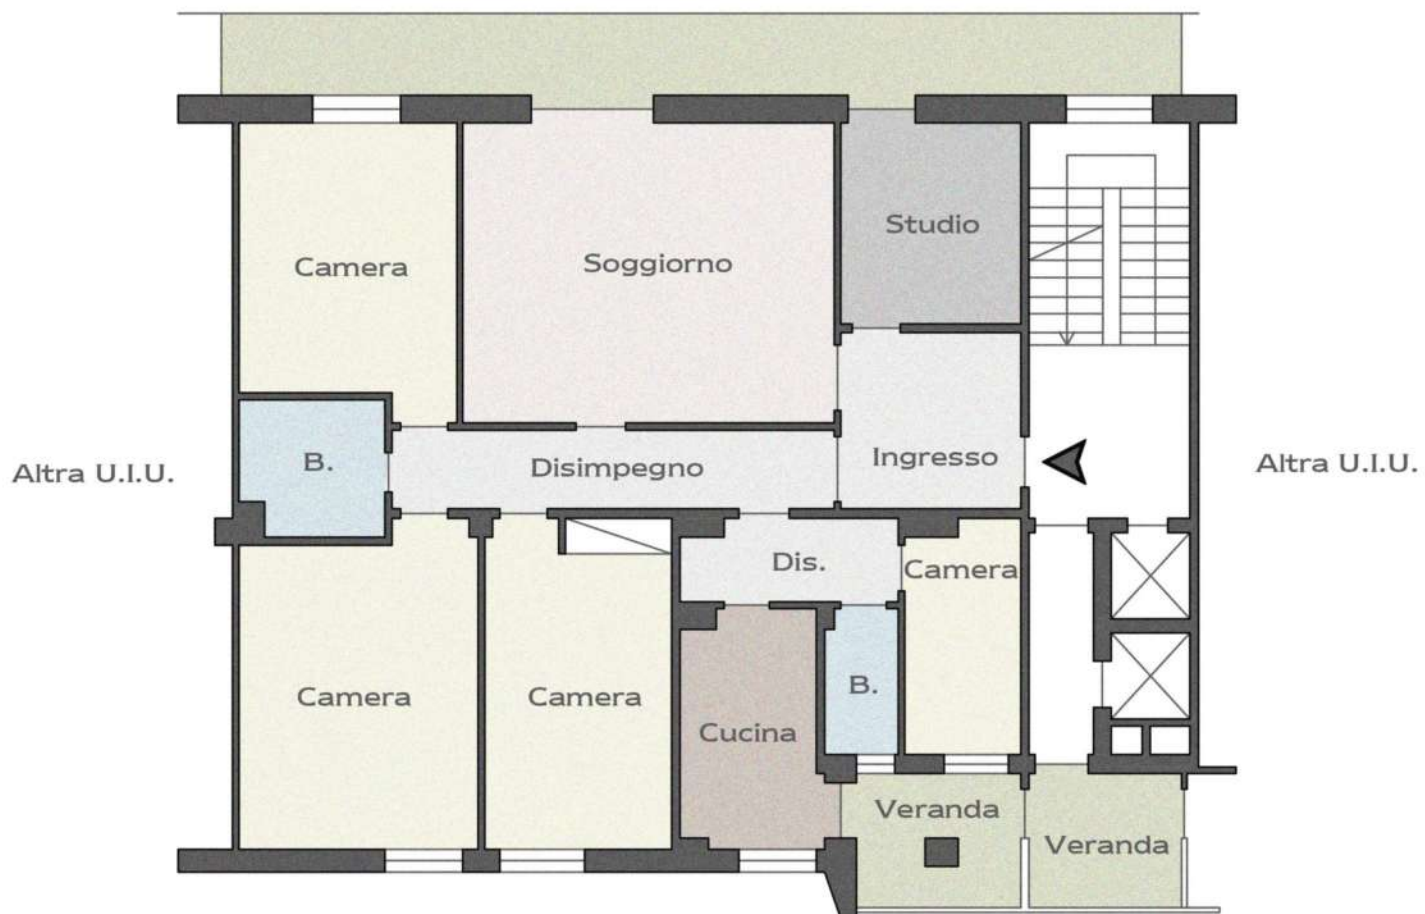 Studio
Camera
Soggiorno
Altra U.I.U.
B.
Disimpegno
Ingresso
Altra U.I.U.
Dis.
Camera
Camera
Camera
B.
Cucina
Veranda
Veranda